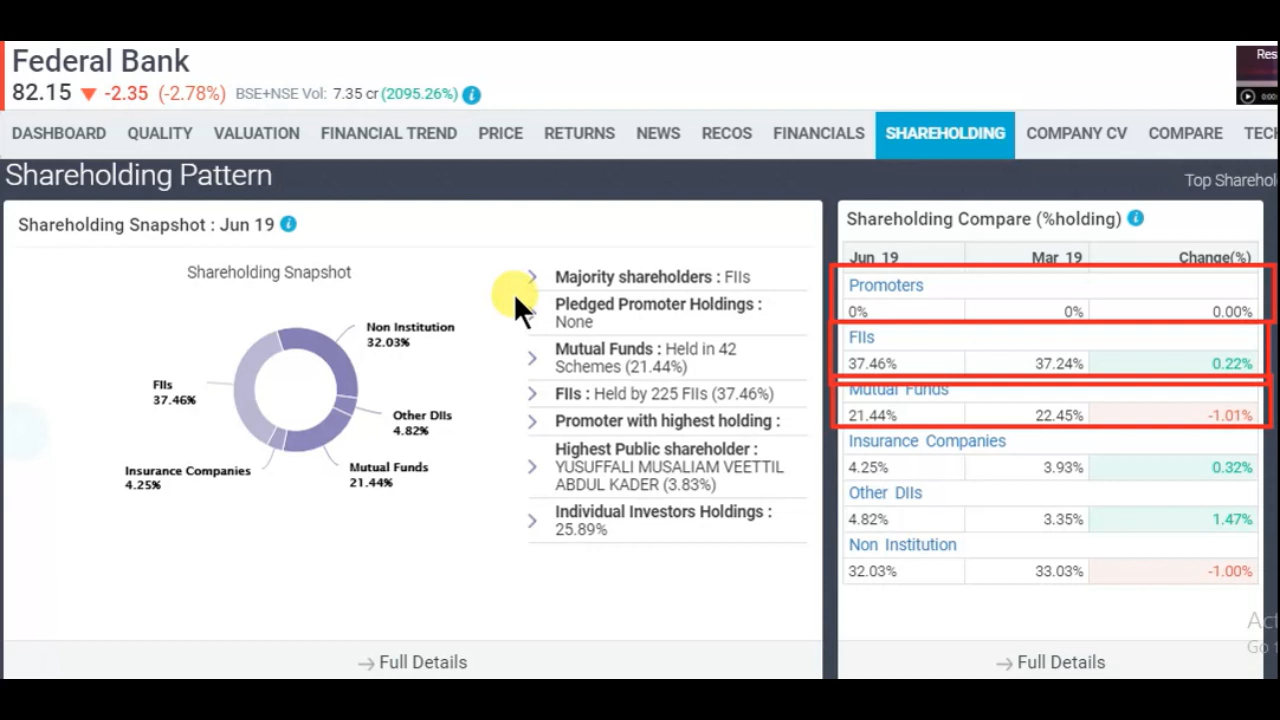 Federal Bank
82.15 ▼ -2.35 (-2.78%) BSE+NSE Vol: 7.35 cr (2095.26%)
DASHBOARD QUALITY VALUATION FINANCIAL TREND PRICE RETURNS NEWS RECOS FINANCIALS SHAREHOLDING COMPANY CV COMPARE TECH
Shareholding Pattern
Top Sharehol
Shareholding Snapshot : Jun 19
Shareholding Snapshot
Non Institution
32.03%
FIIs
37.46%
Other DIIs
4.82%
Insurance Companies
4.25%
Mutual Funds
21.44%
Majority shareholders : FIIs
Pledged Promoter Holdings :
None
Mutual Funds : Held in 42
Schemes (21.44%)
FIIs : Held by 225 FIIs (37.46%)
Promoter with highest holding :
Highest Public shareholder :
YUSUFFALI MUSALIAM VEETTIL
ABDUL KADER (3.83%)
Individual Investors Holdings :
25.89%
→ Full Details
Shareholding Compare (%holding)
Jun 19 Mar 19 Change(%)
Promoters
0% 0% 0.00%
FIIs
37.46% 37.24% 0.22%
Mutual Funds
21.44% 22.45% -1.01%
Insurance Companies
4.25% 3.93% 0.32%
Other DIIs
4.82% 3.35% 1.47%
Non Institution
32.03% 33.03% -1.00%
→ Full Details
Res
0:00
Act
Go t